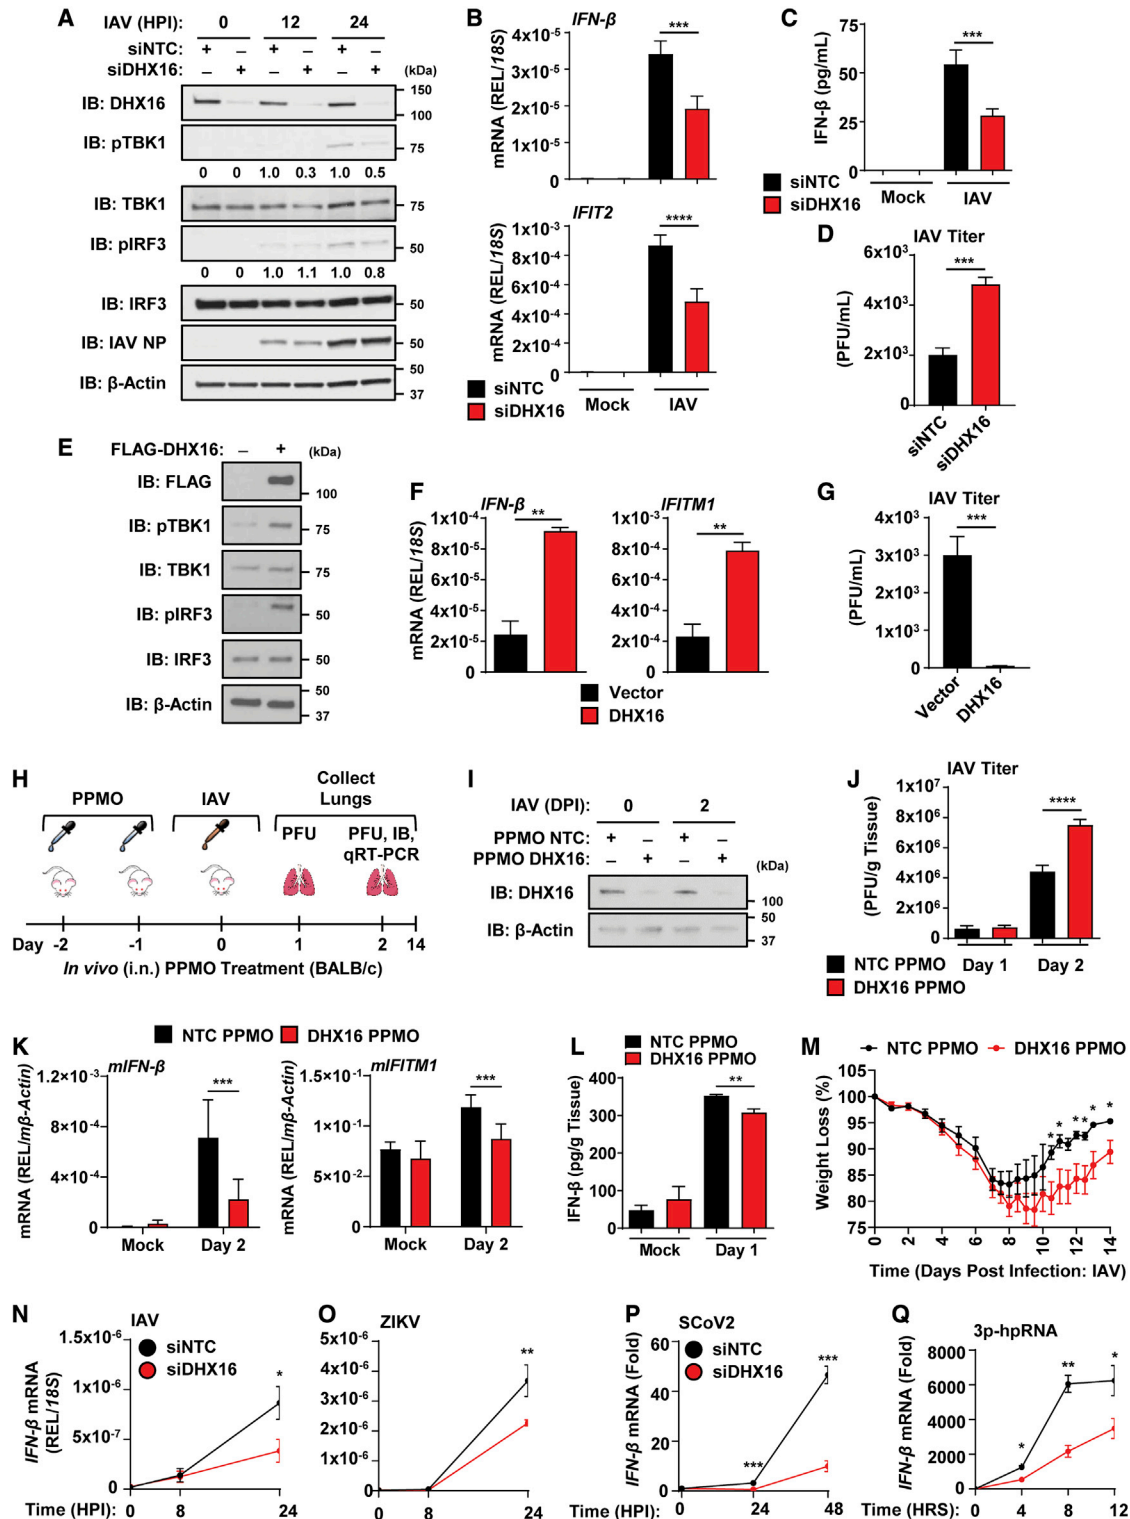 A
IAV (HPI): 0 12 24
siNTC: + – + – + –
siDHX16: – + – + – + (kDa)
IB: DHX16 150 100
IB: pTBK1 75
0 0 1.0 0.3 1.0 0.5
IB: TBK1 75
IB: pIRF3 50
0 0 1.0 1.1 1.0 0.8
IB: IRF3 50
IB: IAV NP 50
IB: β-Actin 50 37
B
IFN-β
mRNA (REL/18S)
4x10-5
3x10-5
2x10-5
1x10-5
0
***
IFIT2
mRNA (REL/18S)
1x10-3
8x10-4
6x10-4
4x10-4
2x10-4
0
****
Mock IAV
siNTC
siDHX16
C
IFN-β (pg/mL)
75
50
25
0
***
Mock IAV
siNTC
siDHX16
D
IAV Titer
(PFU/mL)
6x10³
4x10³
2x10³
0
***
siNTC siDHX16
E
FLAG-DHX16: – + (kDa)
IB: FLAG 100
IB: pTBK1 75
IB: TBK1 75
IB: pIRF3 50
IB: IRF3 50
IB: β-Actin 50 37
F
IFN-β
mRNA (REL/18S)
1x10-4
8x10-5
6x10-5
4x10-5
2x10-5
0
**
IFITM1
1x10-3
8x10-4
6x10-4
4x10-4
2x10-4
0
**
Vector
DHX16
G
IAV Titer
(PFU/mL)
4x10³
3x10³
2x10³
1x10³
0
***
Vector DHX16
H
PPMO IAV Collect Lungs
PFU PFU, IB, qRT-PCR
Day -2 -1 0 1 2 14
In vivo (i.n.) PPMO Treatment (BALB/c)
I
IAV (DPI): 0 2
PPMO NTC: + – + –
PPMO DHX16: – + – + (kDa)
IB: DHX16 100
IB: β-Actin 50 37
J
IAV Titer
(PFU/g Tissue)
1x10⁷
8x10⁶
6x10⁶
4x10⁶
2x10⁶
0
****
Day 1 Day 2
NTC PPMO
DHX16 PPMO
K
NTC PPMO DHX16 PPMO
mIFN-β
mRNA (REL/mβ-Actin)
1.2×10-3
8×10-4
4×10-4
0
***
Mock Day 2
mIFITM1
mRNA (REL/mβ-Actin)
1.5×10-1
1×10-1
5×10-2
0
***
Mock Day 2
L
NTC PPMO
DHX16 PPMO
IFN-β (pg/g Tissue)
400
300
200
100
0
**
Mock Day 1
M
NTC PPMO DHX16 PPMO
Weight Loss (%)
105
100
95
90
85
80
75
* * ** * *
0 2 4 6 8 10 12 14
Time (Days Post Infection: IAV)
N
IAV
IFN-β mRNA (REL/18S)
1.5x10-6
1x10-6
5x10-7
0
siNTC
siDHX16
*
Time (HPI): 0 8 24
O
ZIKV
5x10-6
4x10-6
3x10-6
2x10-6
1x10-6
0
**
0 8 24
P
SCoV2
IFN-β mRNA (Fold)
60
40
20
0
siNTC
siDHX16
***
***
Time (HPI): 0 24 48
Q
3p-hpRNA
IFN-β mRNA (Fold)
8000
6000
4000
2000
0
*
**
*
Time (HRS): 0 4 8 12